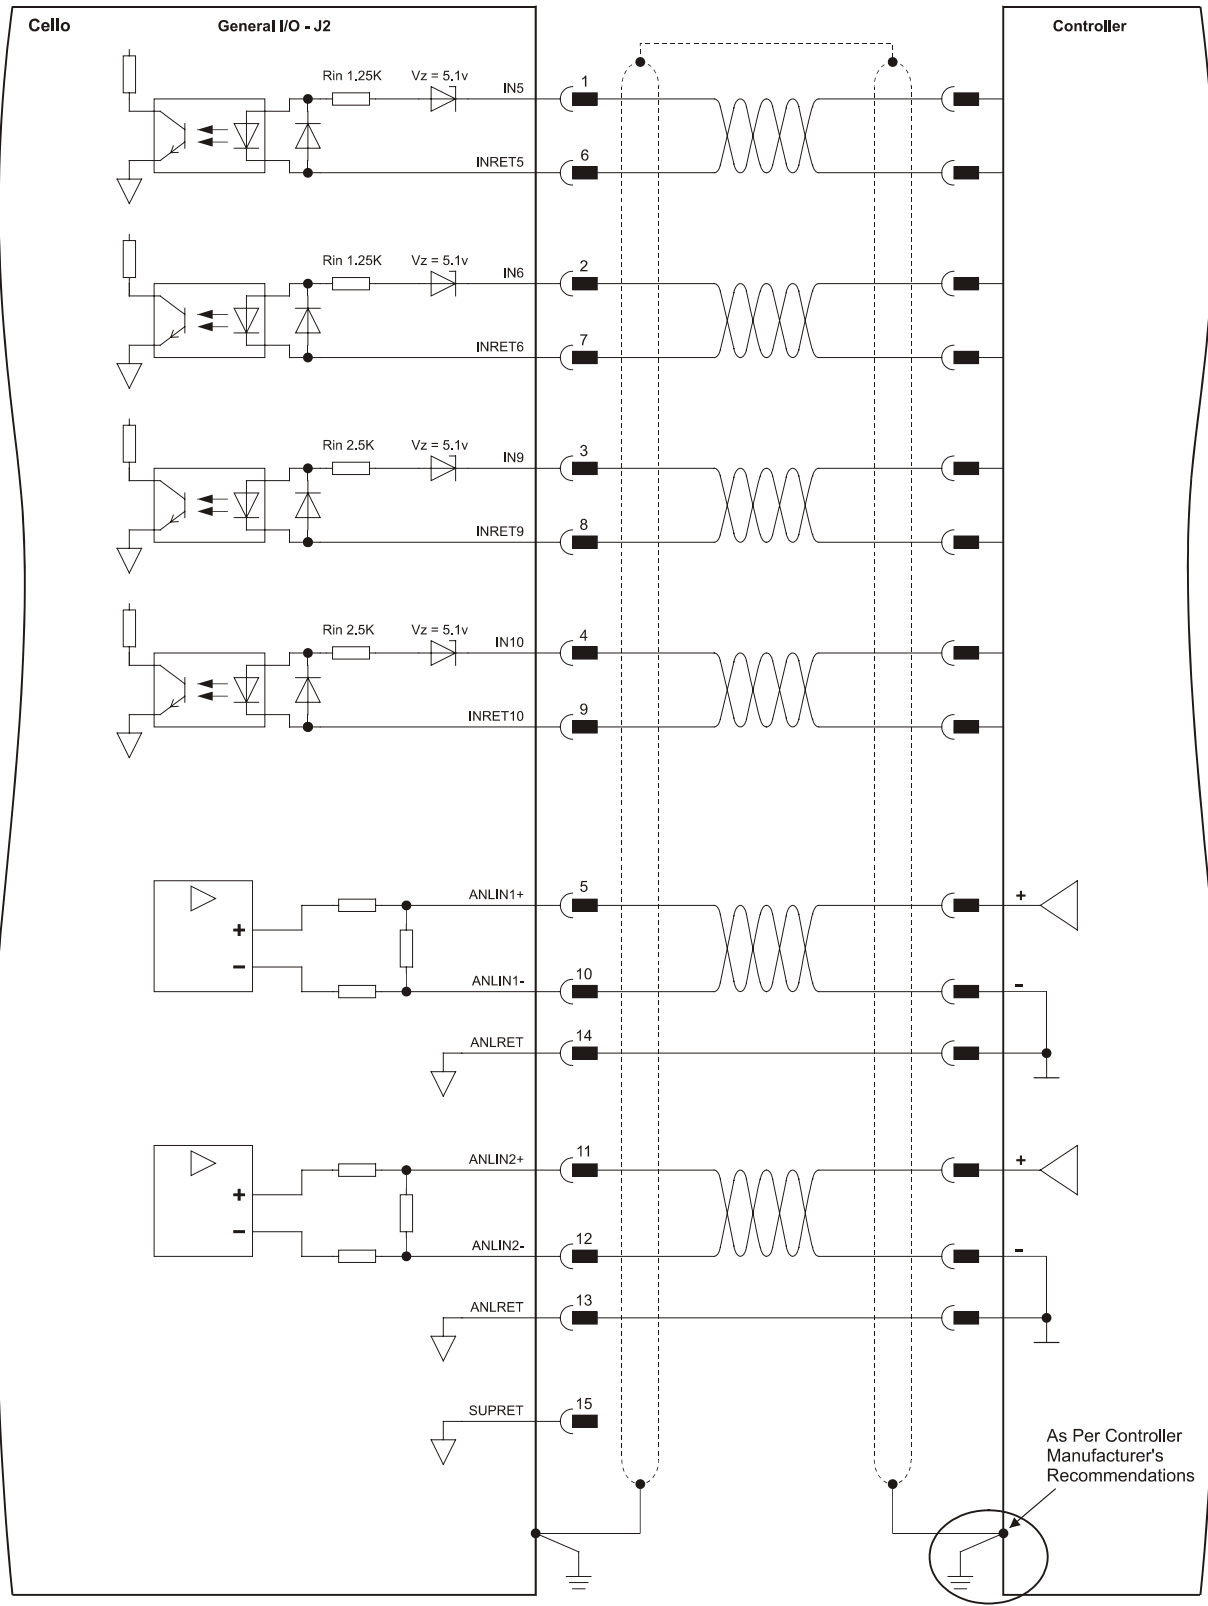 Cello
General I/O - J2
Controller
Rin 1.25K
Vz = 5.1v
IN5
1
INRET5
6
Rin 1.25K
Vz = 5.1v
IN6
2
INRET6
7
Rin 2.5K
Vz = 5.1v
IN9
3
INRET9
8
Rin 2.5K
Vz = 5.1v
IN10
4
INRET10
9
ANLIN1+
5
+
+
-
ANLIN1-
10
-
ANLRET
14
ANLIN2+
11
+
+
-
ANLIN2-
12
-
ANLRET
13
SUPRET
15
As Per Controller
Manufacturer's
Recommendations